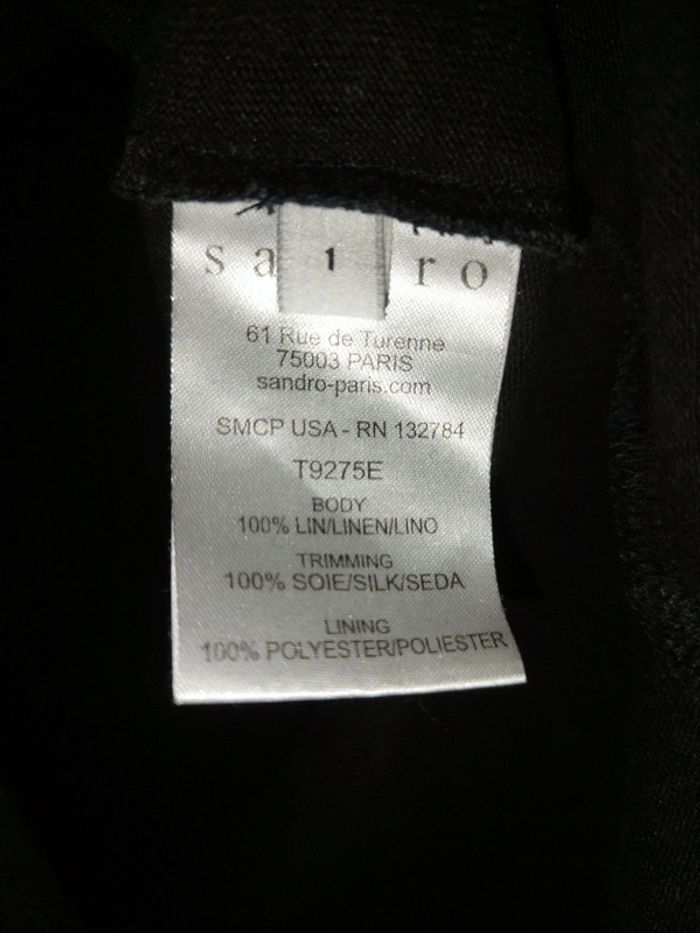 sa 1 ro
61 Rue de Turenne
75003 PARIS
sandro-paris.com
SMCP USA - RN 132784
T9275E
BODY
100% LIN/LINEN/LINO
TRIMMING
100% SOIE/SILK/SEDA
LINING
100% POLYESTER/POLIESTER